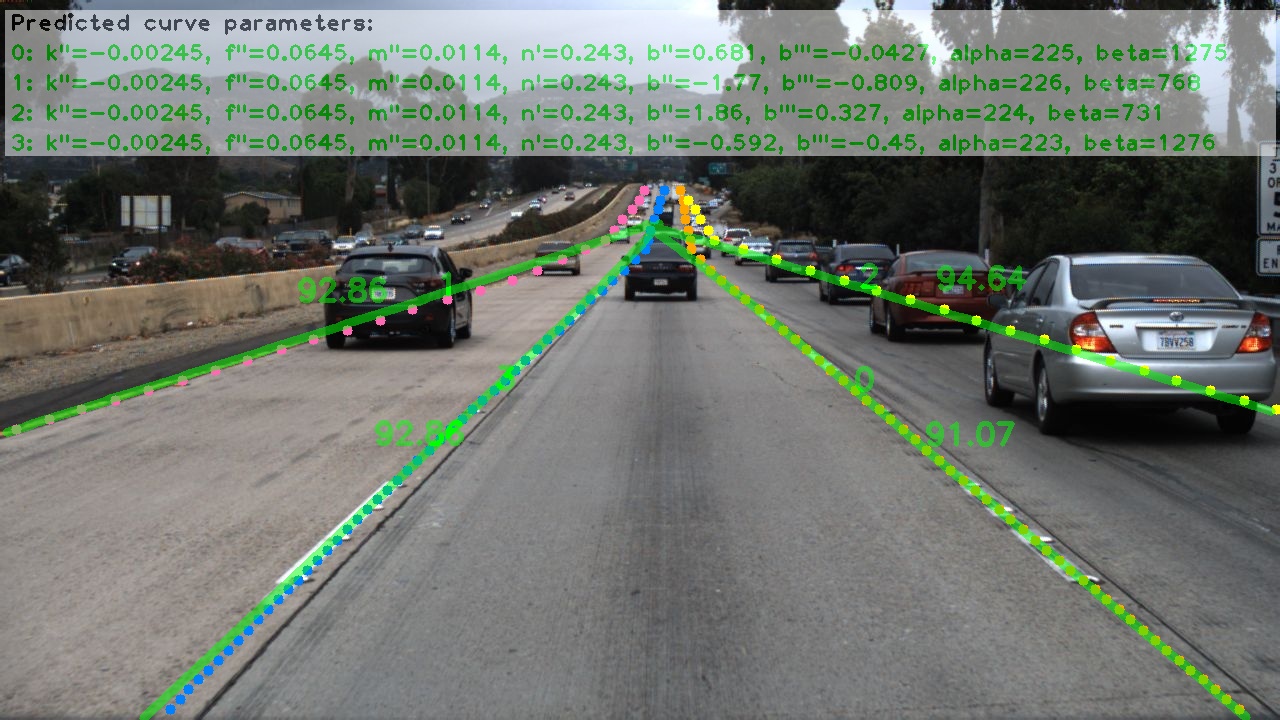 Predicted curve parameters:
0: k''=-0.00245, f''=0.0645, m''=0.0114, n'=0.243, b''=0.681, b'''=-0.0427, alpha=225, beta=1275
1: k''=-0.00245, f''=0.0645, m''=0.0114, n'=0.243, b''=-1.77, b'''=-0.809, alpha=226, beta=768
2: k''=-0.00245, f''=0.0645, m''=0.0114, n'=0.243, b''=1.86, b'''=0.327, alpha=224, beta=731
3: k''=-0.00245, f''=0.0645, m''=0.0114, n'=0.243, b''=-0.592, b'''=-0.45, alpha=223, beta=1276
92.86 1
2 94.64
0
92.86
91.07
7BVV258